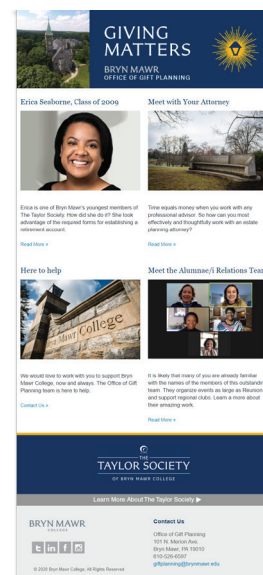 GIVING
MATTERS
BRYN MAWR
OFFICE OF GIFT PLANNING
Erica Seaborne, Class of 2009
Erica is one of Bryn Mawr's youngest members of
The Taylor Society. How did she do it? She took
advantage of the required forms for establishing a
retirement account.
Read More »
Meet with Your Attorney
Time equals money when you work with any
professional advisor. So how can you most
effectively and thoughtfully work with an estate
planning attorney?
Read More »
Here to help
Mawr College
We would love to work with you to support Bryn
Mawr College, now and always. The Office of Gift
Planning team is here to help.
Contact Us »
Meet the Alumnae/i Relations Tea
It is likely that many of you are already familiar
with the names of the members of this outstandin
team. They organize events as large as Reunion
and support regional clubs. Learn more about
their amazing work.
Read More »
THE
TAYLOR SOCIETY
OF BRYN MAWR COLLEGE
Learn More About The Taylor Society ▶
BRYN MAWR
COLLEGE
© 2020 Bryn Mawr College. All Rights Reserved
Contact Us
Office of Gift Planning
101 N. Merion Ave.
Bryn Mawr, PA 19010
610-526-6597
giftplanning@brynmawr.edu